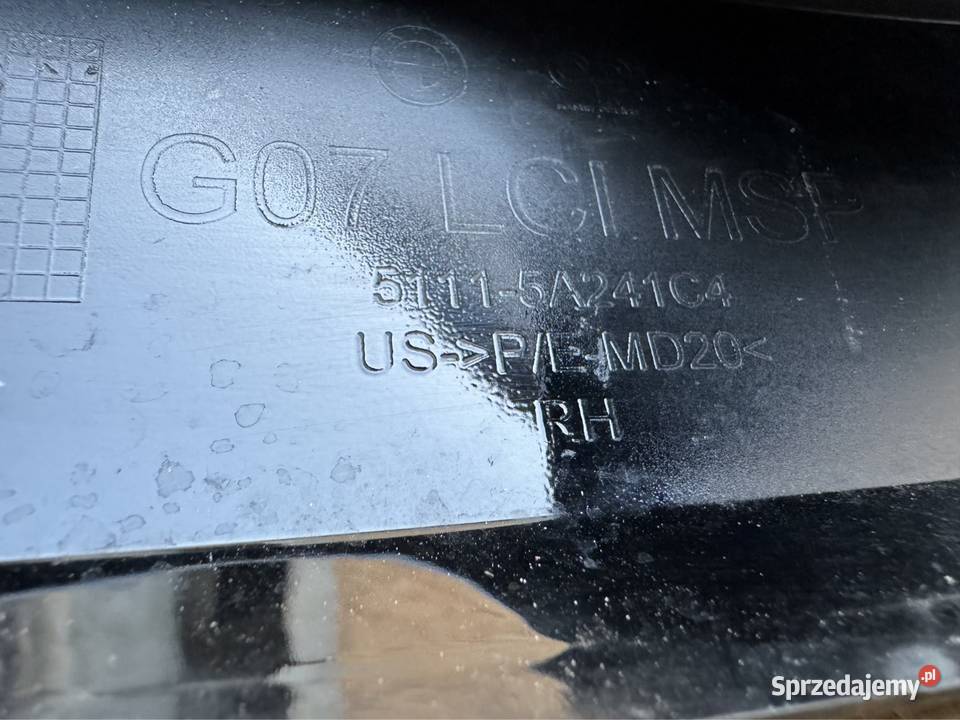 G07 LCI MSP
5111-5A241C4
US->P/E-MD20<
RH
Sprzedajemy.pl